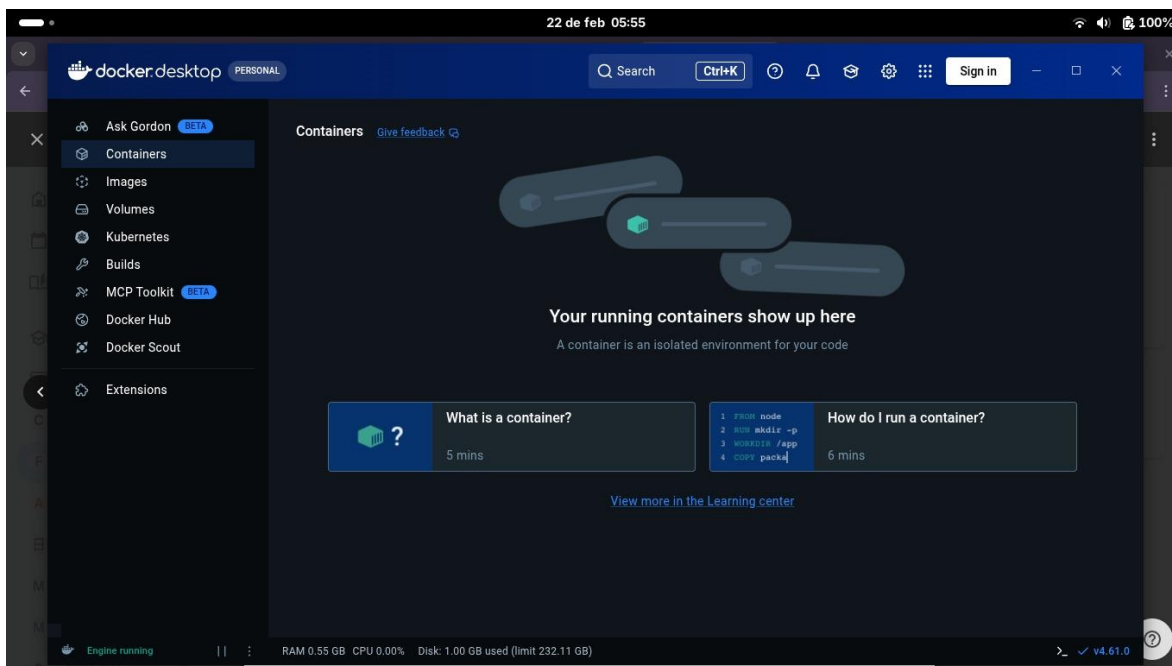 22 de feb 05:55
100%
docker.desktop PERSONAL
Search Ctrl+K
Sign in
Ask Gordon BETA
Containers
Images
Volumes
Kubernetes
Builds
MCP Toolkit BETA
Docker Hub
Docker Scout
Extensions
Containers Give feedback
Your running containers show up here
A container is an isolated environment for your code
?
What is a container?
5 mins
1 FROM node
2 RUN mkdir -p
3 WORKDIR /app
4 COPY packa
How do I run a container?
6 mins
View more in the Learning center
Engine running
RAM 0.55 GB CPU 0.00% Disk: 1.00 GB used (limit 232.11 GB)
v4.61.0